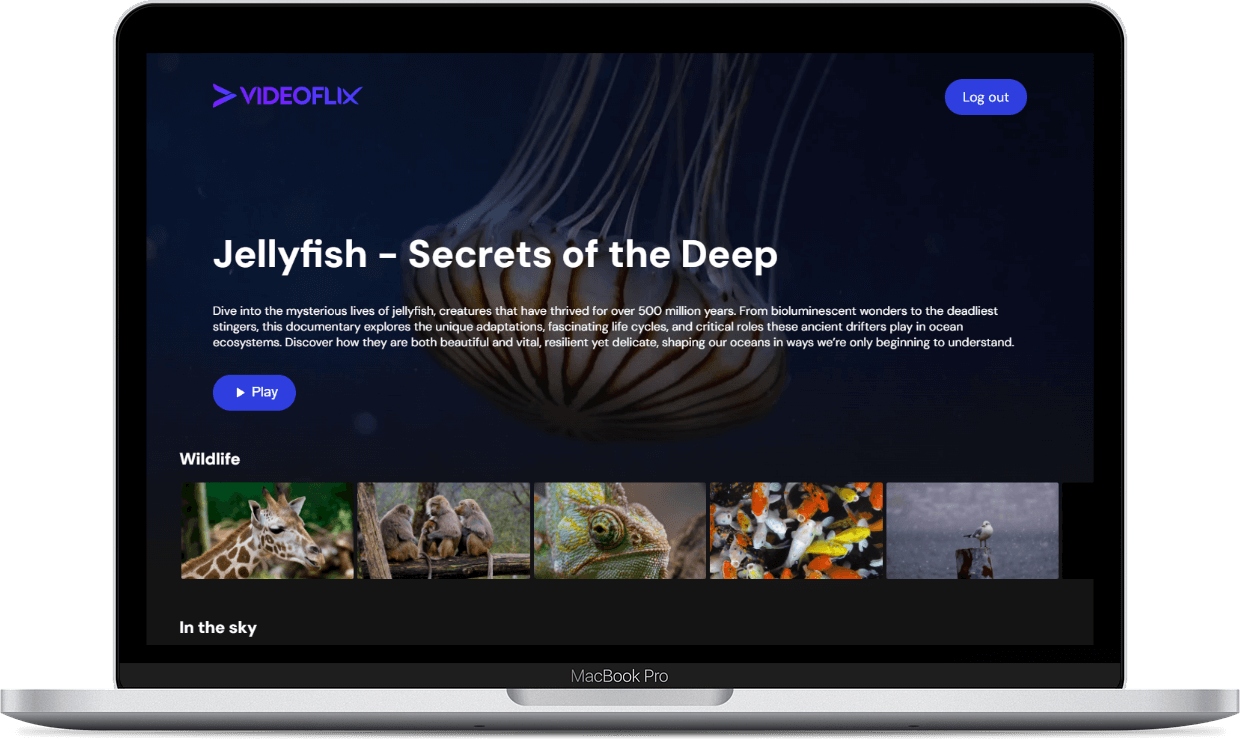 VIDEOFLIX
Log out
Jellyfish – Secrets of the Deep
Dive into the mysterious lives of jellyfish, creatures that have thrived for over 500 million years. From bioluminescent wonders to the deadliest
stingers, this documentary explores the unique adaptations, fascinating life cycles, and critical roles these ancient drifters play in ocean
ecosystems. Discover how they are both beautiful and vital, resilient yet delicate, shaping our oceans in ways we’re only beginning to understand.
Play
Wildlife
In the sky
MacBook Pro